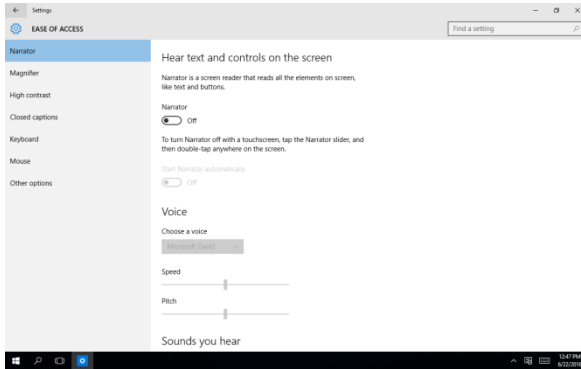 Settings
EASE OF ACCESS
Find a setting
Narrator
Magnifier
High contrast
Closed captions
Keyboard
Mouse
Other options
Hear text and controls on the screen
Narrator is a screen reader that reads all the elements on screen,
like text and buttons.
Narrator
Off
To turn Narrator off with a touchscreen, tap the Narrator slider, and
then double-tap anywhere on the screen.
Start Narrator automatically
Off
Voice
Choose a voice
Microsoft David
Speed
Pitch
Sounds you hear
12:47 PM
6/22/201